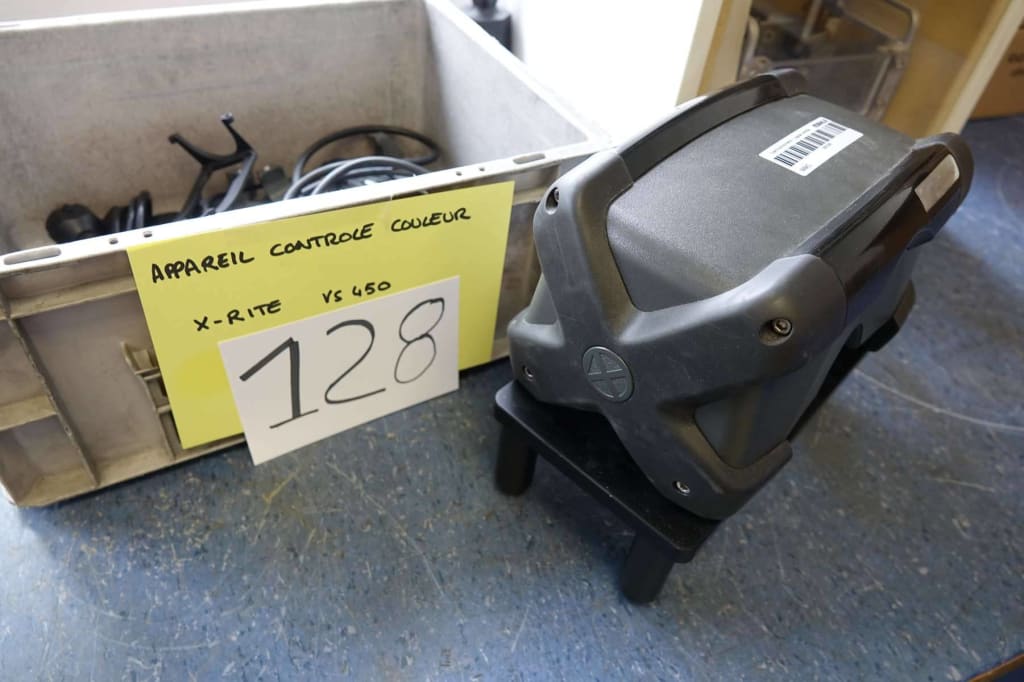 APPAREIL CONTROLE COULEUR
X-RITE VS 450
128